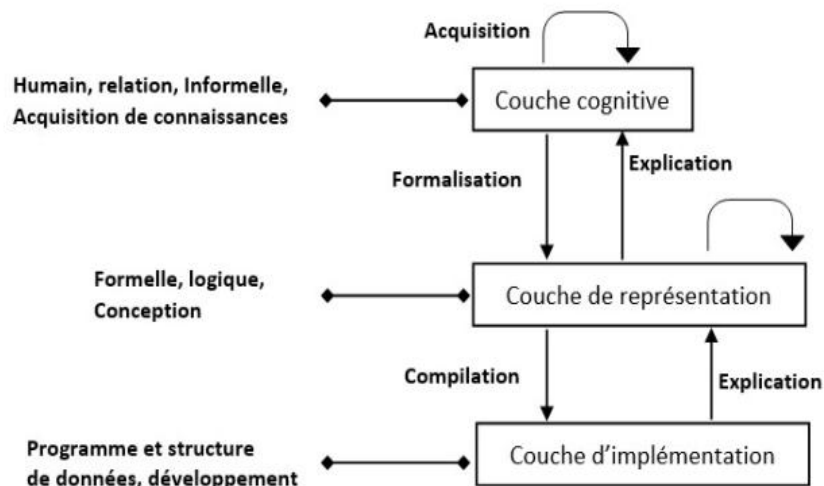 Acquisition
Humain, relation, Informelle,
Acquisition de connaissances
Couche cognitive
Formalisation
Explication
Formelle, logique,
Conception
Couche de représentation
Compilation
Explication
Programme et structure
de données, développement
Couche d'implémentation